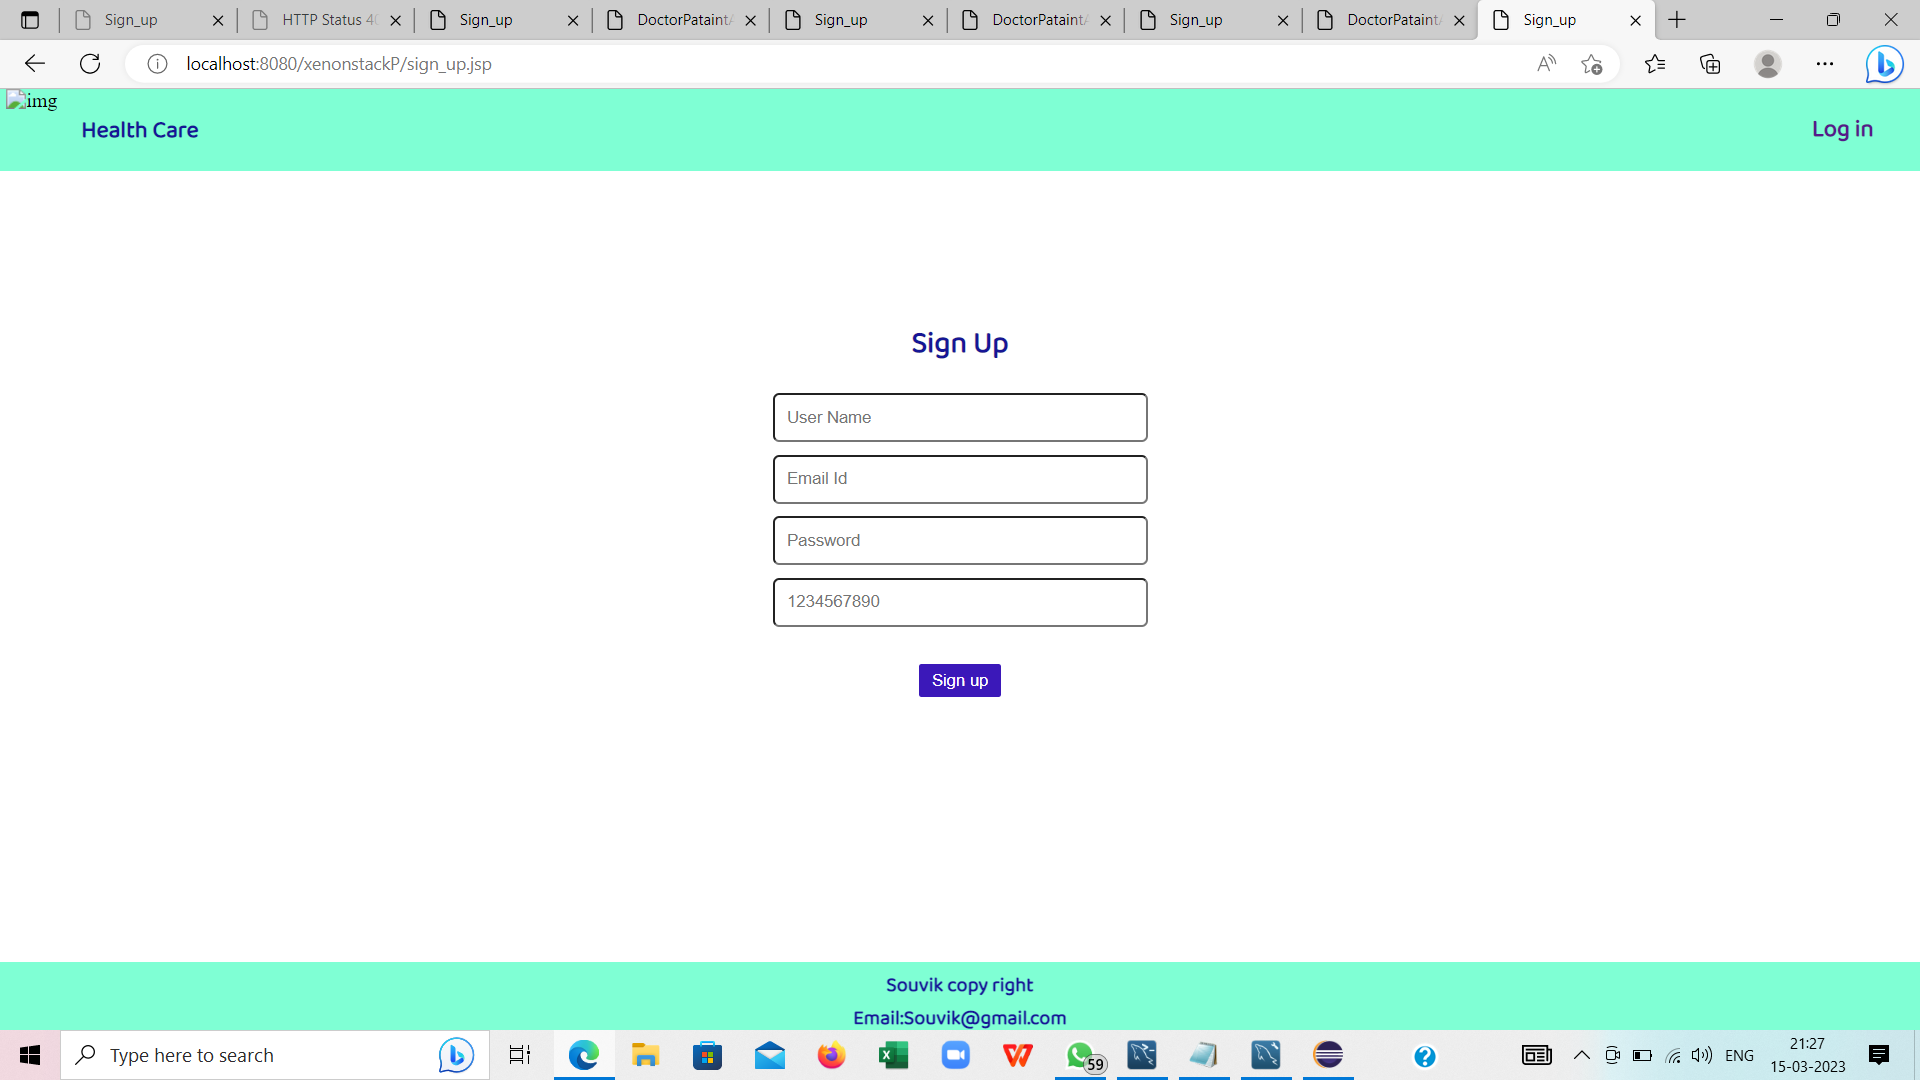 Sign_up
HTTP Status 40
Sign_up
DoctorPataint
Sign_up
DoctorPataint
Sign_up
DoctorPataint
Sign_up
localhost:8080/xenonstackP/sign_up.jsp
img
Health Care
Log in
Sign Up
User Name
Email Id
Password
1234567890
Sign up
Souvik copy right
Email:Souvik@gmail.com
Type here to search
59
ENG
21:27
15-03-2023